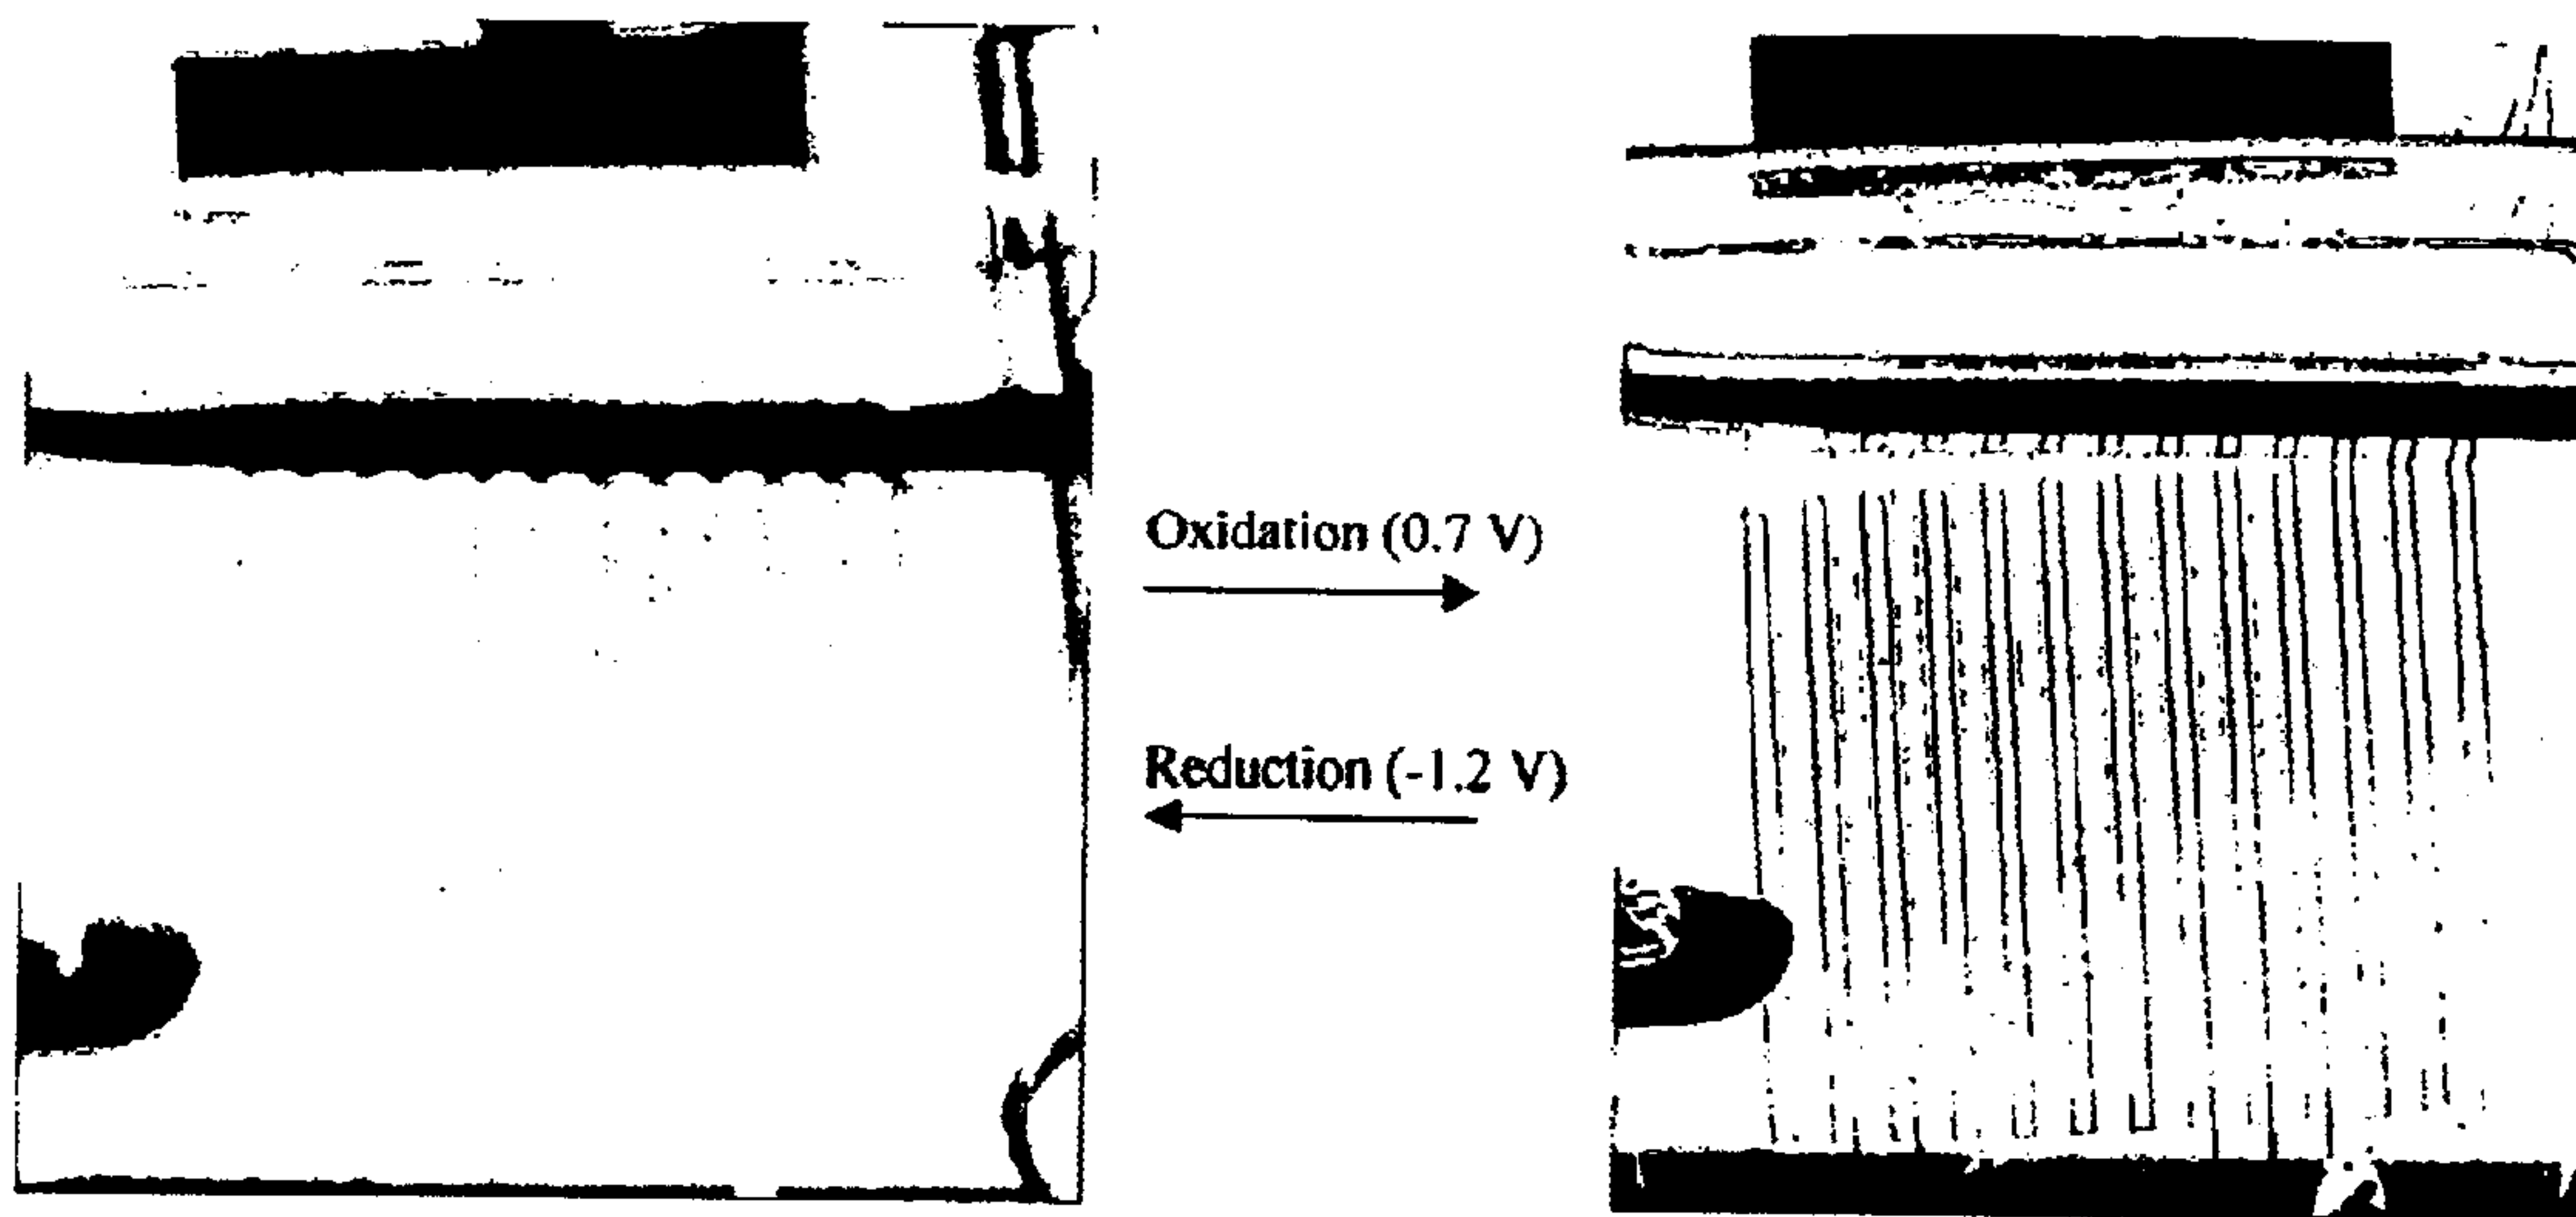 Oxidation (0.7 V)
Reduction (-1.2 V)